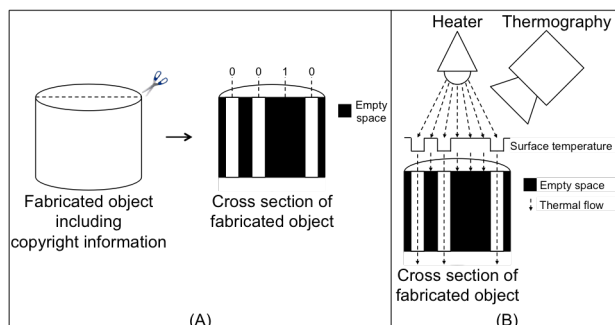 0 0 1 0
Empty
space
Fabricated object
including
copyright information
Cross section of
fabricated object
(A)
Heater
Thermography
Surface temperature
Empty space
Thermal flow
Cross section of
fabricated object
(B)